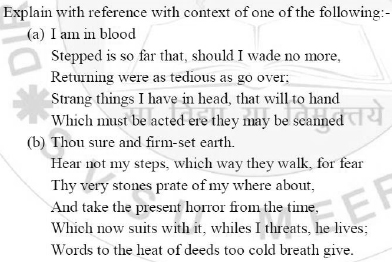 Explain with reference with context of one of the following:-
(a) I am in blood
Stepped is so far that, should I wade no more,
Returning were as tedious as go over;
Strang things I have in head, that will to hand
Which must be acted ere they may be scanned
(b) Thou sure and firm-set earth.
Hear not my steps, which way they walk, for fear
Thy very stones prate of my where about,
And take the present horror from the time,
Which now suits with it, whiles I threats, he lives;
Words to the heat of deeds too cold breath give.